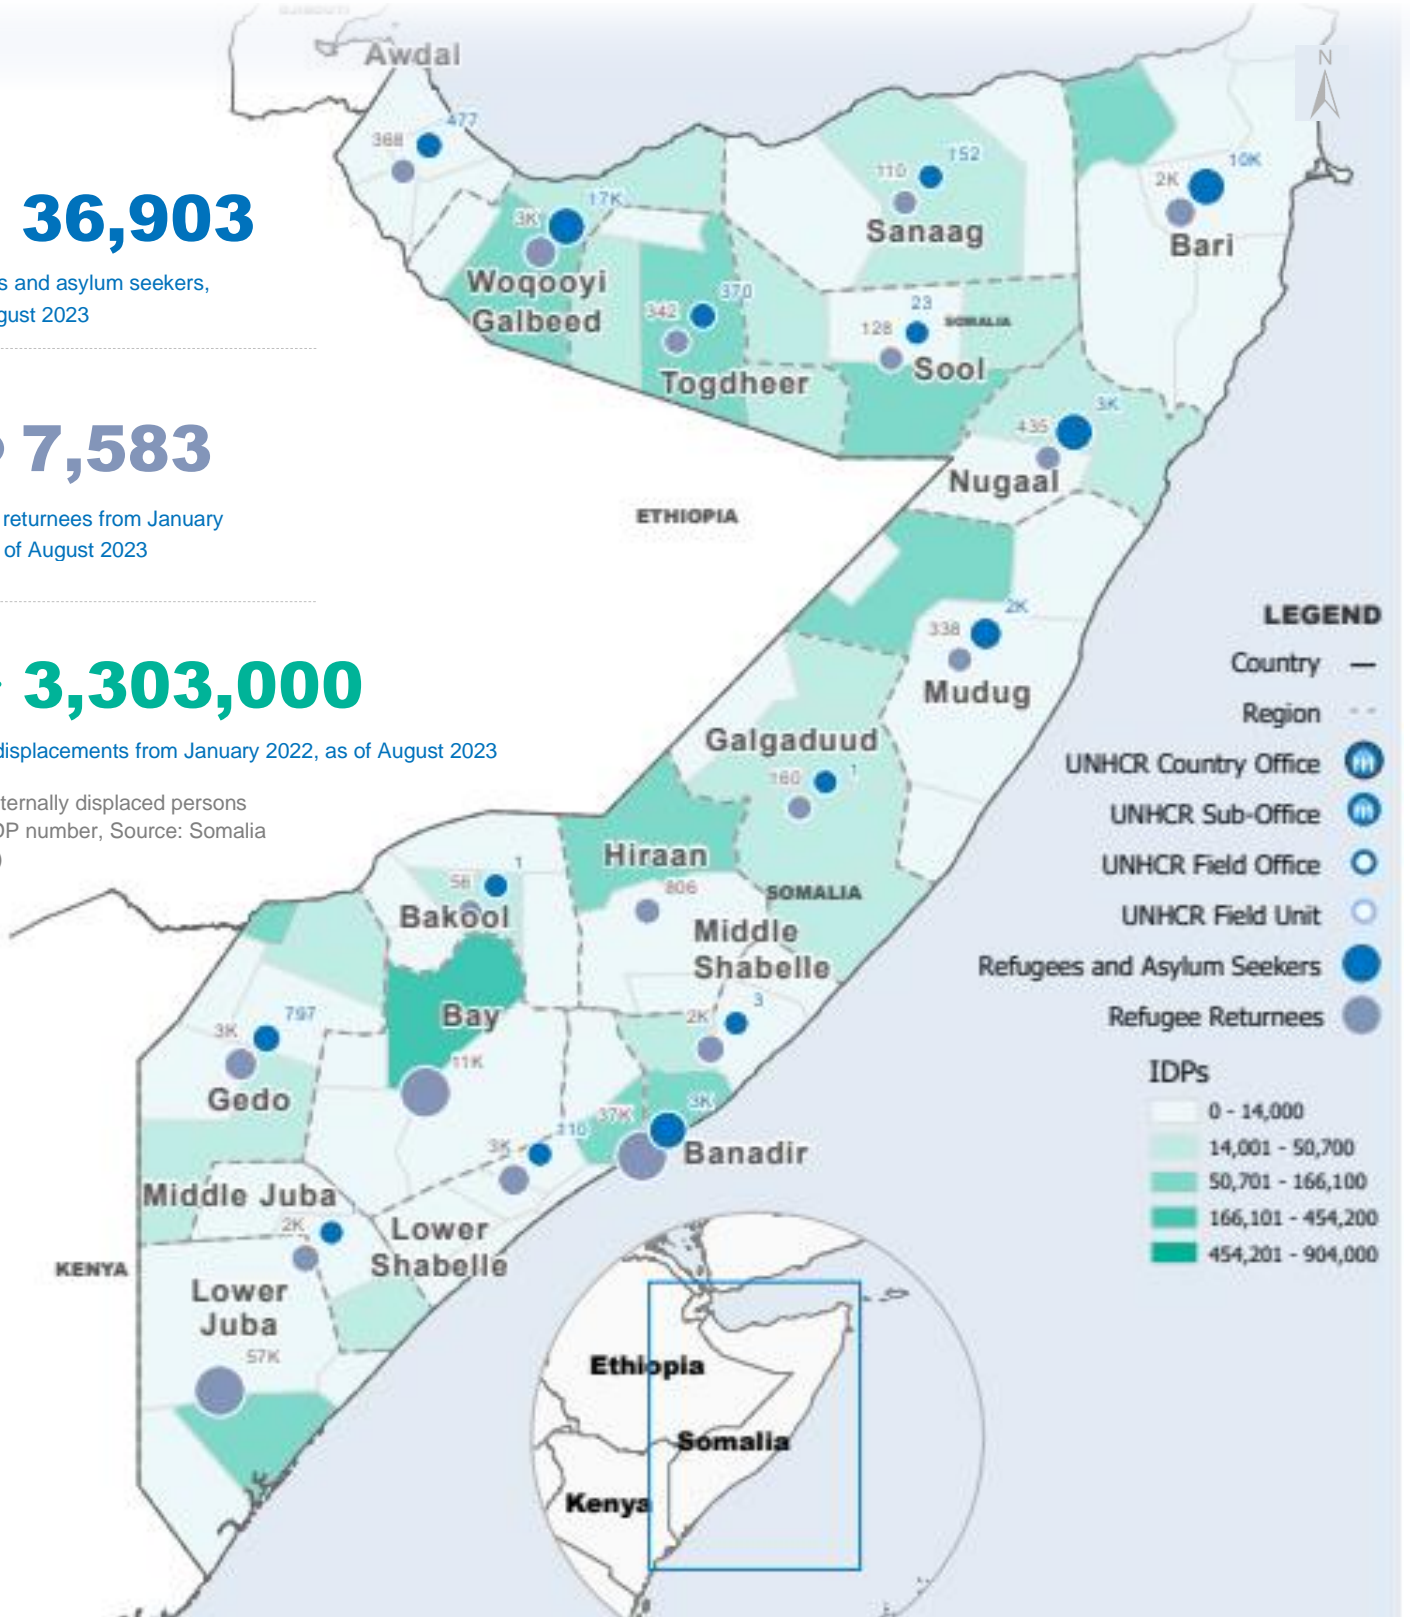 Awdal
477
368
N
152
110
Sanaag
10K
2K
Bari
36,903
s and asylum seekers,
gust 2023
17K
3K
Woqooyi
Galbeed
370
342
Togdheer
23
128
SOMALIA
Sool
3K
435
Nugaal
7,583
returnees from January
of August 2023
ETHIOPIA
2K
338
Mudug
3,303,000
displacements from January 2022, as of August 2023
ternally displaced persons
DP number, Source: Somalia
)
Galgaduud
1
160
Hiraan
806
SOMALIA
1
58
Bakool
Middle
Shabelle
3
2K
Bay
11K
797
3K
Gedo
3K
37K
Banadir
110
3K
Middle Juba
2K
Lower
Shabelle
KENYA
Lower
Juba
57K
LEGEND
Country
Region
UNHCR Country Office
UNHCR Sub-Office
UNHCR Field Office
UNHCR Field Unit
Refugees and Asylum Seekers
Refugee Returnees
IDPs
0 - 14,000
14,001 - 50,700
50,701 - 166,100
166,101 - 454,200
454,201 - 904,000
Ethiopia
Somalia
Kenya